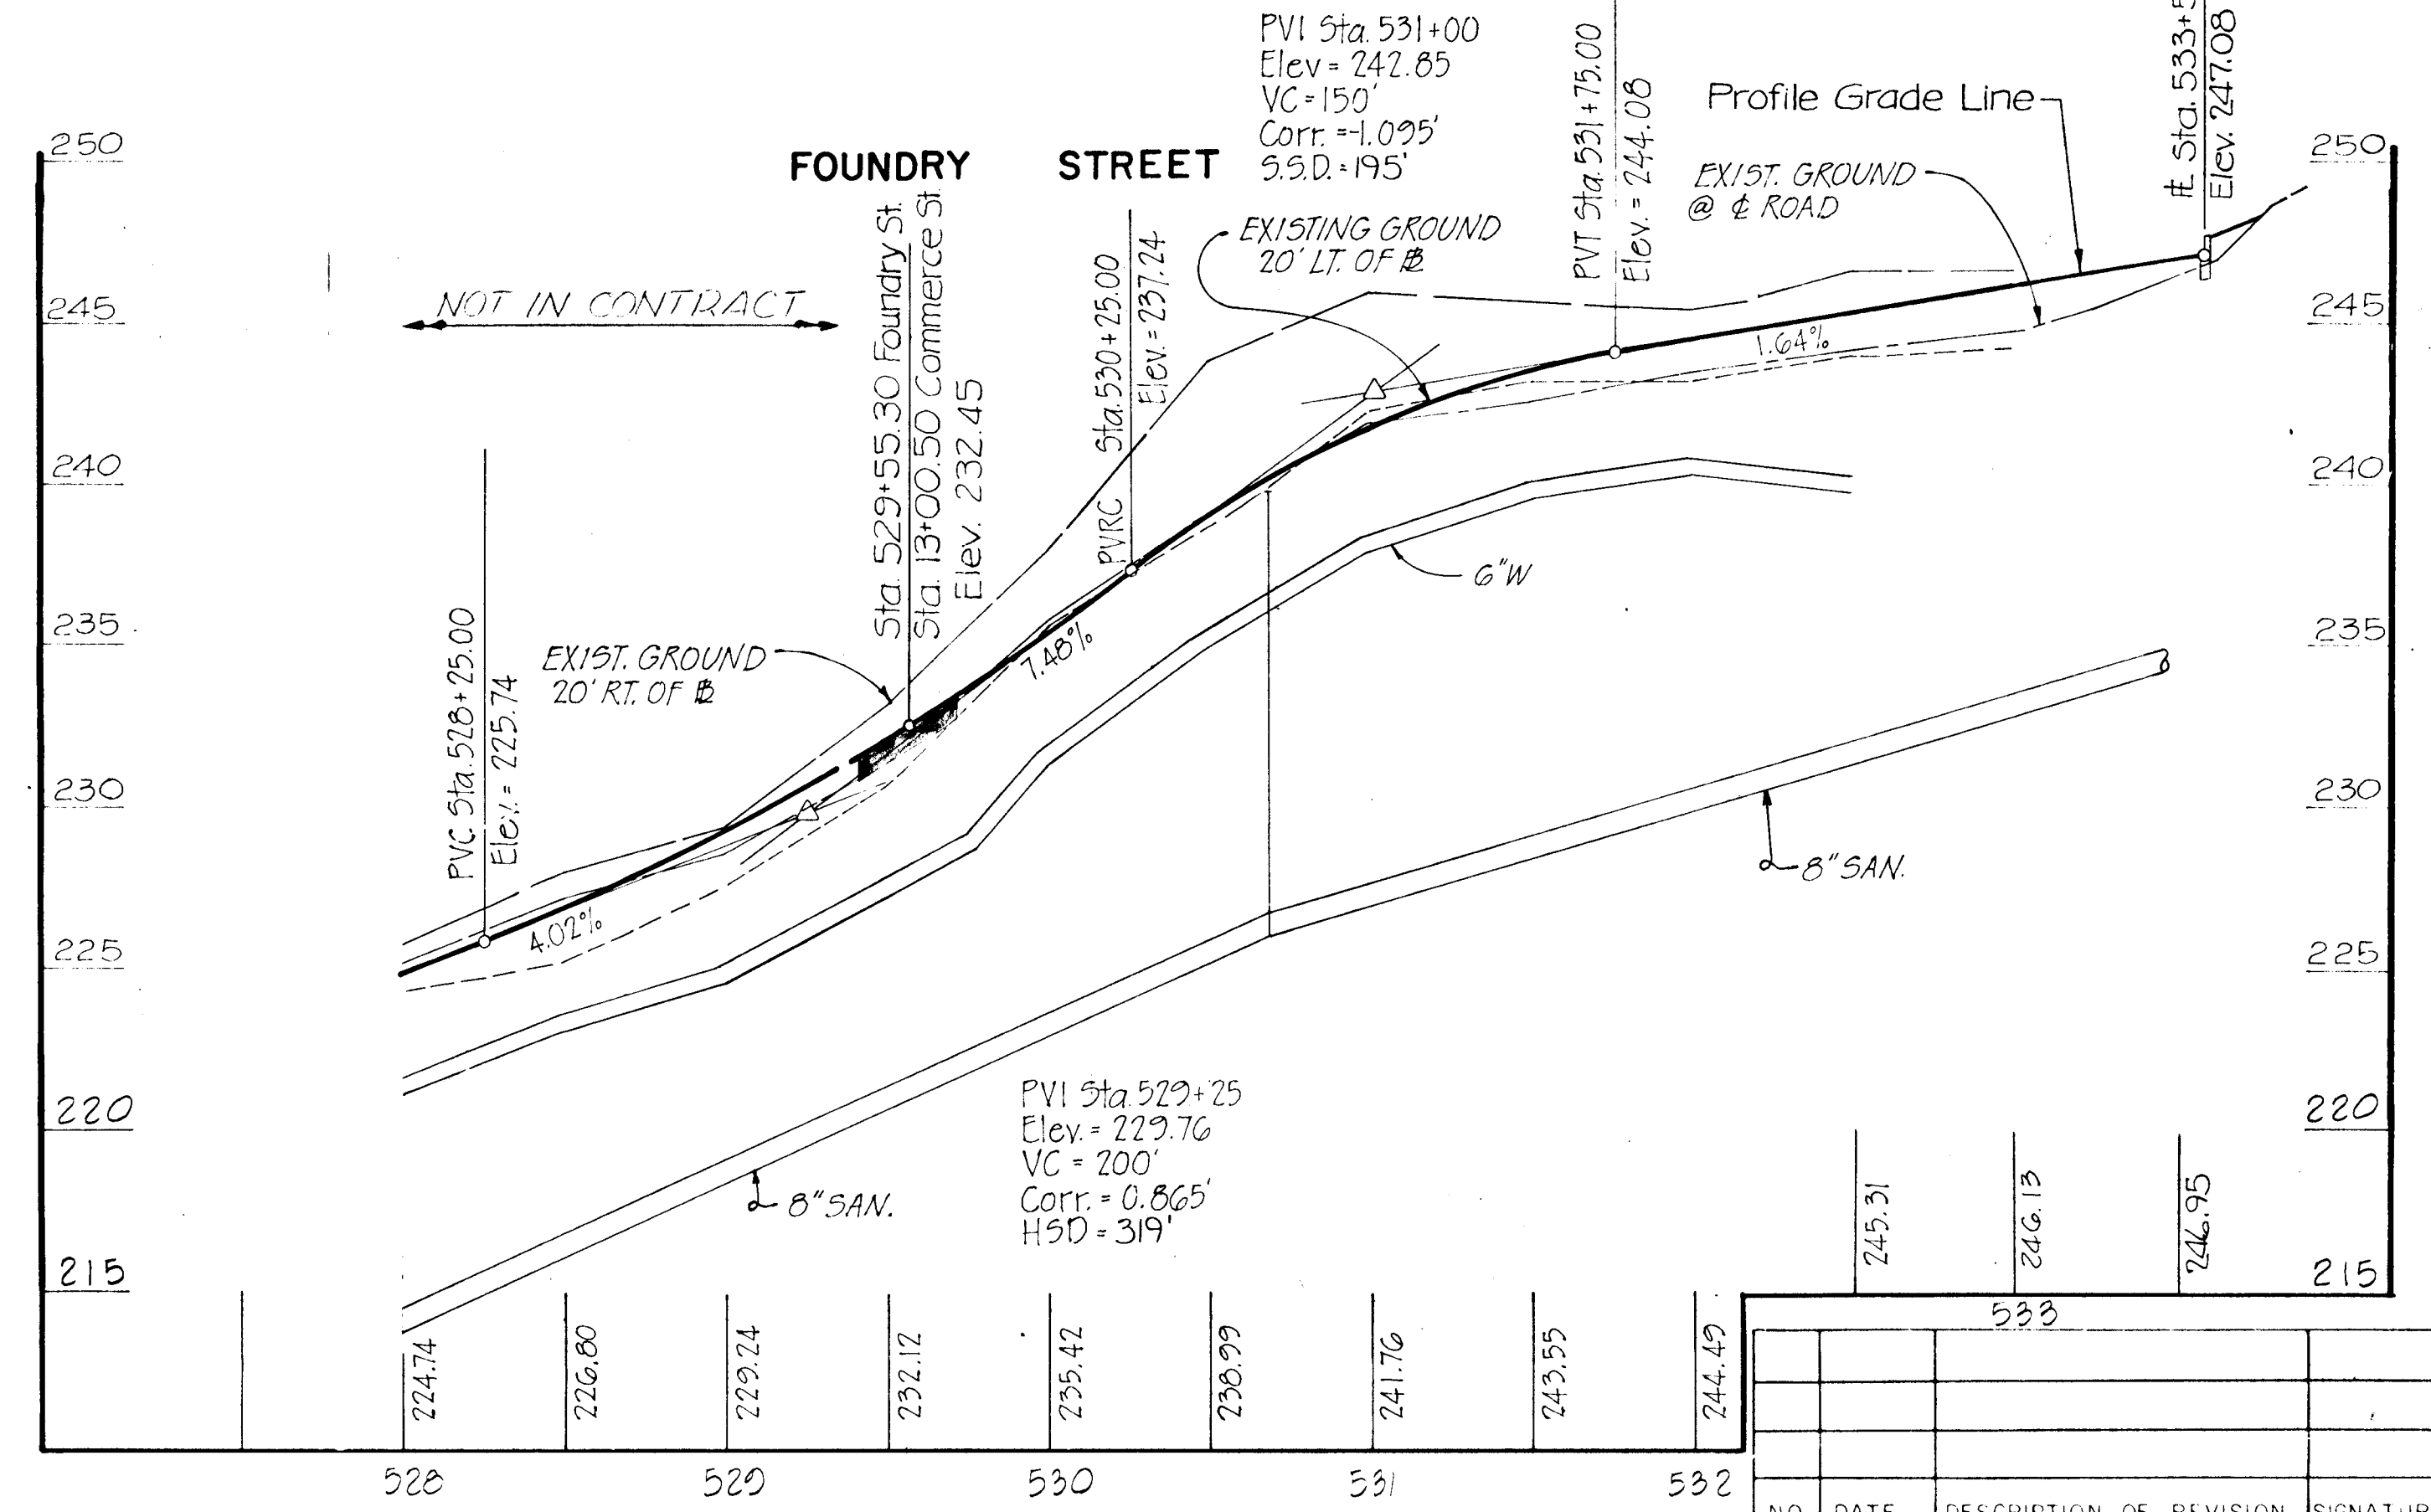 PVI Sta. 531+00
Elev = 242.85
VC = 150'
Corr. = -1.095'
S.S.D. = 195'
PVT Sta. 531+75.00
Elev. = 244.08
Profile Grade Line
Sta. 533+5
Elev. 247.08
250
250
FOUNDRY STREET
EXIST. GROUND
@ ℄ ROAD
EXISTING GROUND
20' LT. OF
Sta. 529+55.30 Foundry St.
Sta. 13+00.50 Commerce St.
Elev. 232.45
PVRC Sta. 530+25.00
Elev. = 237.24
NOT IN CONTRACT
245
245
1.64%
240
240
6"W
235
235
EXIST. GROUND
20' RT. OF
7.48%
PVC Sta. 528+25.00
Elev. = 225.74
230
230
8" SAN.
4.02%
225
225
220
220
PVI Sta. 529+25
Elev. = 229.76
VC = 200'
Corr. = 0.865'
HSD = 319'
8" SAN.
215
215
245.31
246.13
246.95
533
224.74
226.80
229.24
232.12
235.42
238.99
241.76
243.55
244.49
528
529
530
531
532
NO. DATE DESCRIPTION OF REVISION